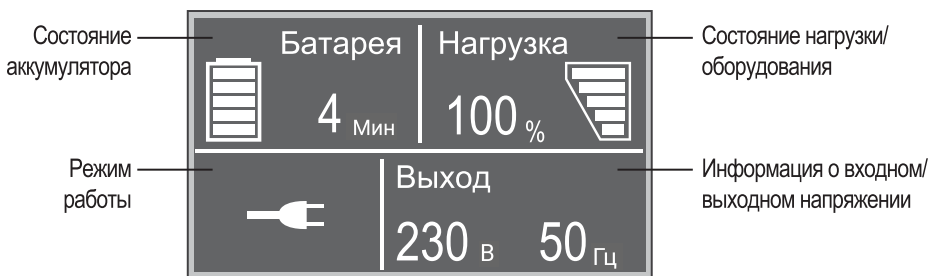 Состояние
аккумулятора
Батарея
4 Мин
Нагрузка
100 %
Состояние нагрузки/
оборудования
Режим
работы
Выход
230 В 50 Гц
Информация о входном/
выходном напряжении